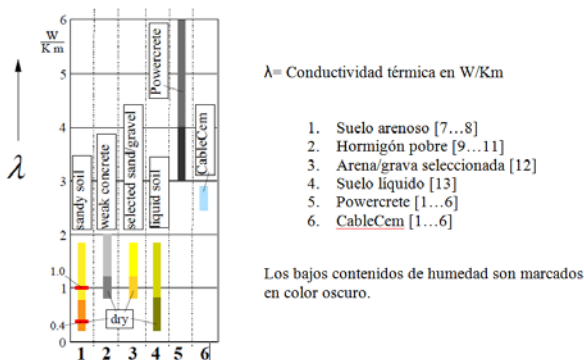 6
W
K m
5
4
3
2
1.0
1
0.4
λ
sandy soil
weak concrete
selected sand/gravel
liquid soil
Powercrete
CableCem
dry
1 2 3 4 5 6
λ= Conductividad térmica en W/Km
1. Suelo arenoso [7…8]
2. Hormigón pobre [9…11]
3. Arena/grava seleccionada [12]
4. Suelo líquido [13]
5. Powercrete [1…6]
6. CableCem [1…6]
Los bajos contenidos de humedad son marcados
en color oscuro.